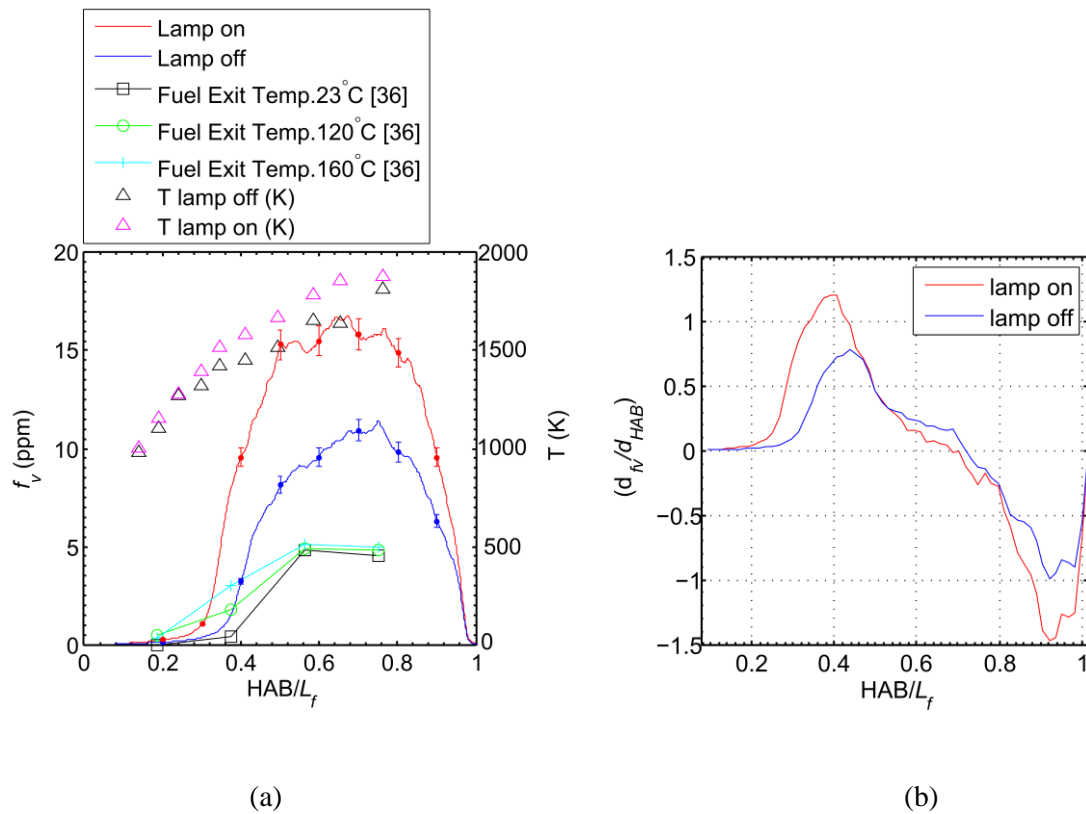 Lamp on
Lamp off
Fuel Exit Temp.23°C [36]
Fuel Exit Temp.120°C [36]
Fuel Exit Temp.160°C [36]
T lamp off (K)
T lamp on (K)
20
15
10
5
0
f_v (ppm)
2000
1500
1000
500
0
T (K)
0 0.2 0.4 0.6 0.8 1
HAB/L_f
(a)
lamp on
lamp off
1.5
1
0.5
0
−0.5
−1
−1.5
(d_fv/d_HAB)
0.2 0.4 0.6 0.8 1
HAB/L_f
(b)